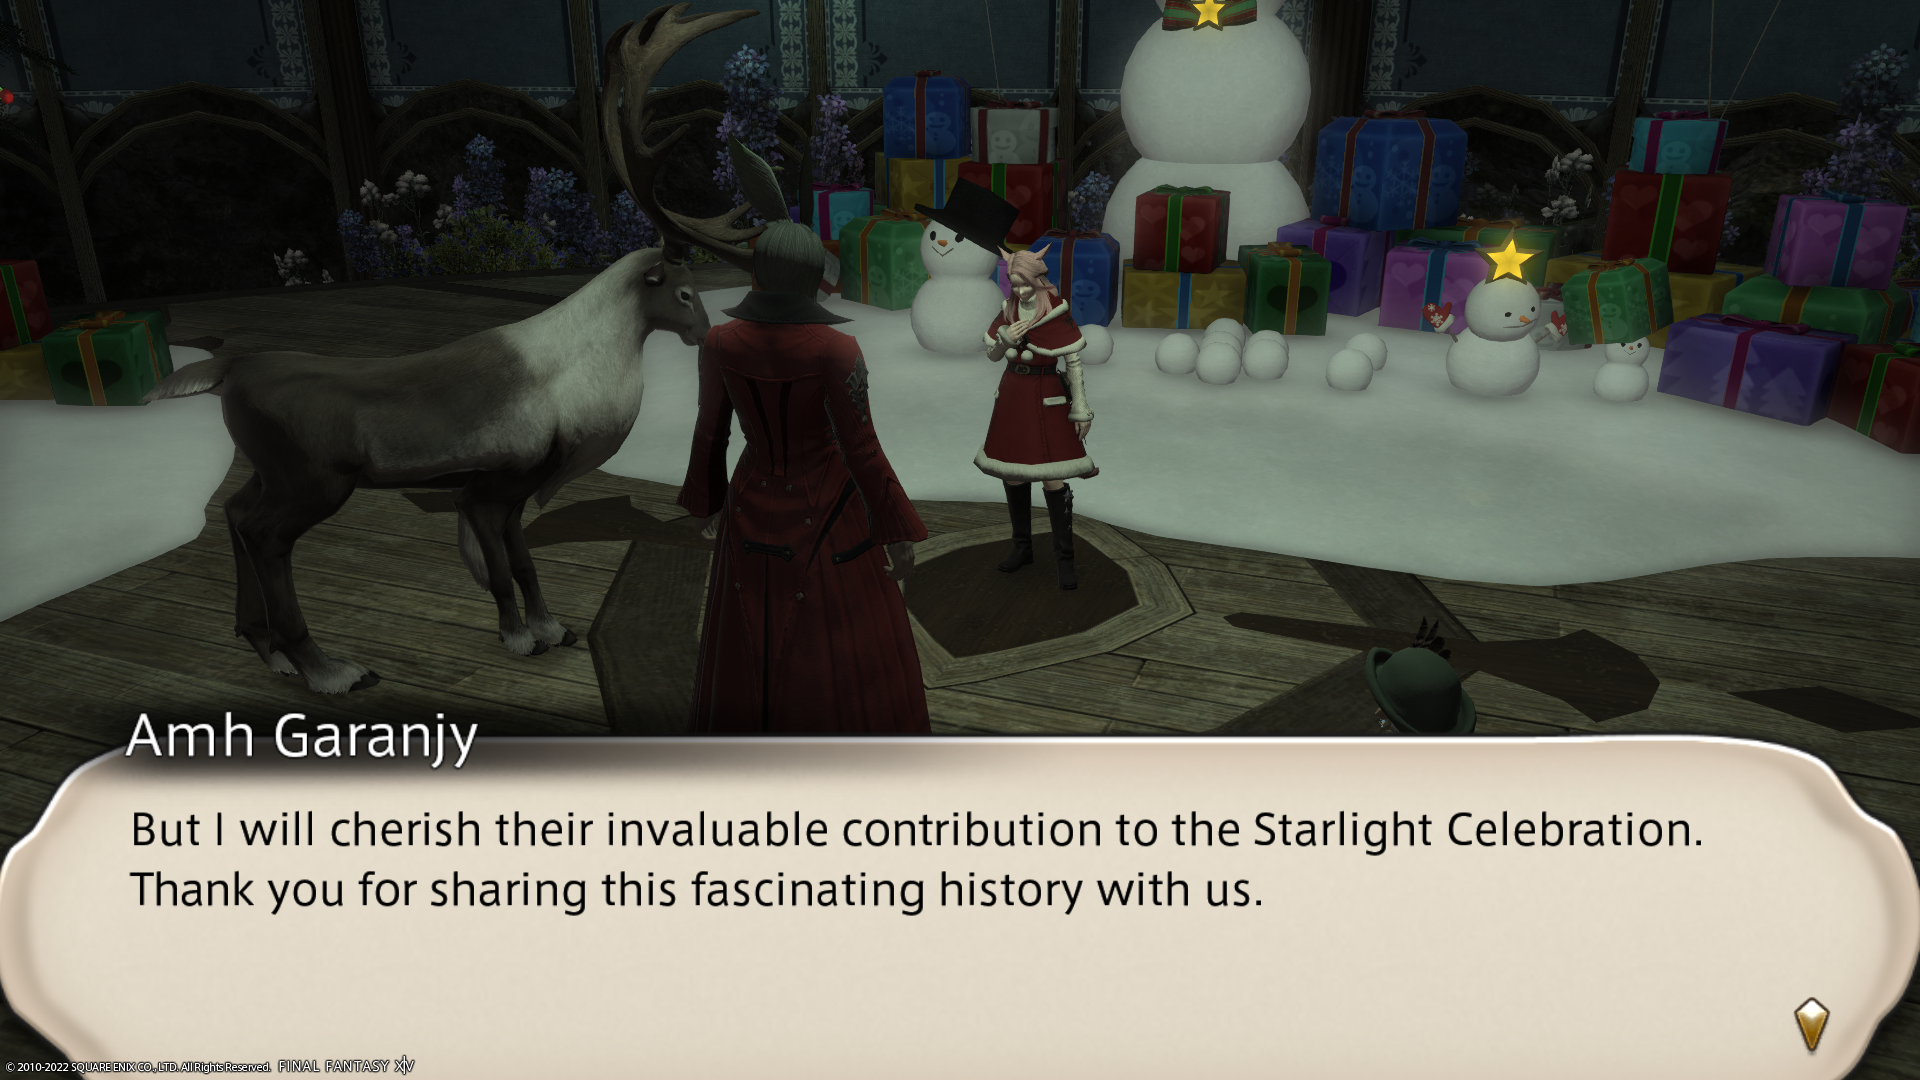 Amh Garanjy
But I will cherish their invaluable contribution to the Starlight Celebration.
Thank you for sharing this fascinating history with us.
© 2010-2022 SQUARE ENIX CO., LTD. All Rights Reserved. FINAL FANTASY XIV